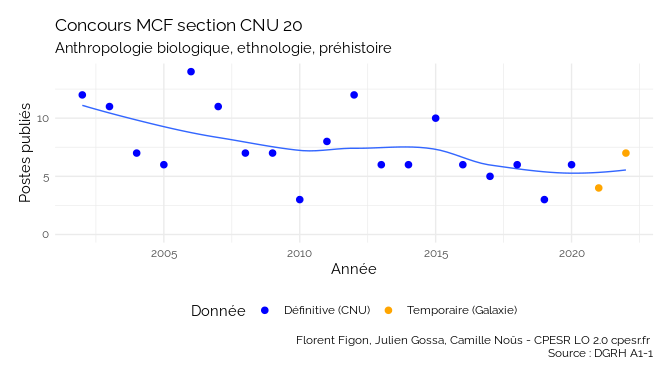 Concours MCF section CNU 20
Anthropologie biologique, ethnologie, préhistoire
Postes publiés
10
5
0
2005 2010 2015 2020
Année
Donnée Définitive (CNU) Temporaire (Galaxie)
Florent Figon, Julien Gossa, Camille Noûs - CPESR LO 2.0 cpesr.fr
Source : DGRH A1-1